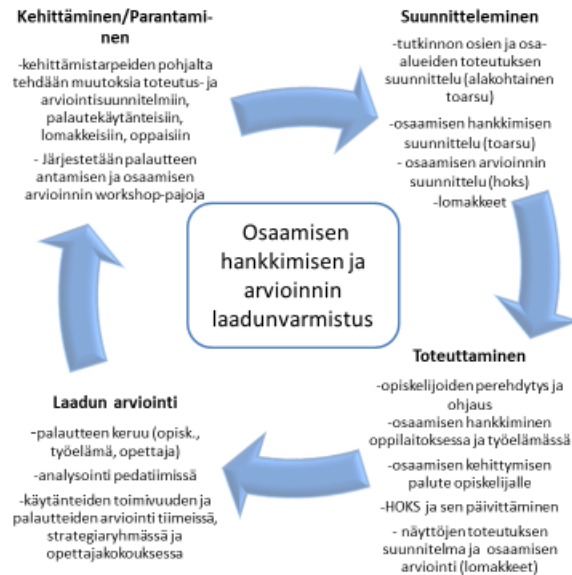 Kehittäminen/Parantami-
nen
-kehittämistarpeiden pohjalta
tehdään muutoksia toteutus- ja
arviointisuunnitelmiin,
palautekäytänteisiin,
lomakkeisiin, oppaisiin
- Järjestetään palautteen
antamisen ja osaamisen
arvioinnin workshop-pajoja
Suunnitteleminen
-tutkinnon osien ja osa-
alueiden toteutuksen
suunnittelu (alakohtainen
toarsu)
-osaamisen hankkimisen
suunnittelu (toarsu)
- osaamisen arvioinnin
suunnittelu (hoks)
-lomakkeet
Osaamisen
hankkimisen ja
arvioinnin
laadunvarmistus
Toteuttaminen
-opiskelijoiden perehdytys ja
ohjaus
-osaamisen hankkiminen
oppilaitoksessa ja työelämässä
-osaamisen kehittymisen
palute opiskelijalle
-HOKS ja sen päivittäminen
- näyttöjen toteutuksen
suunnitelma ja osaamisen
arviointi (lomakkeet)
Laadun arviointi
-palautteen keruu (opisk.,
työelämä, opettaja)
-analysointi pedatiimissä
-käytänteiden toimivuuden ja
palautteiden arviointi tiimeissä,
strategiaryhmässä ja
opettajakokouksessa